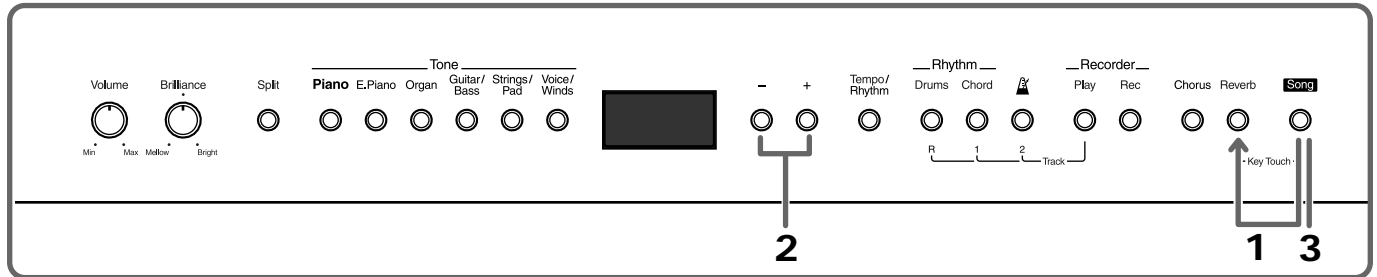 Tone
Rhythm
Recorder
Volume
Brilliance
Split
Piano
E.Piano
Organ
Guitar/
Bass
Strings/
Pad
Voice/
Winds
–
+
Tempo/
Rhythm
Drums
Chord
Play
Rec
Chorus
Reverb
Song
Min
Max
Mellow
Bright
R
1
2
Track
Key Touch
2
1
3